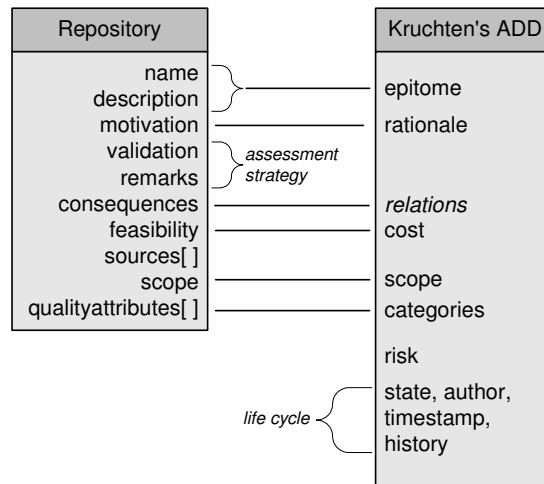 Repository
name
description
motivation
validation
remarks
consequences
feasibility
sources[ ]
scope
qualityattributes[ ]
assessment
strategy
Kruchten's ADD
epitome
rationale
relations
cost
scope
categories
risk
state, author,
timestamp,
history
life cycle